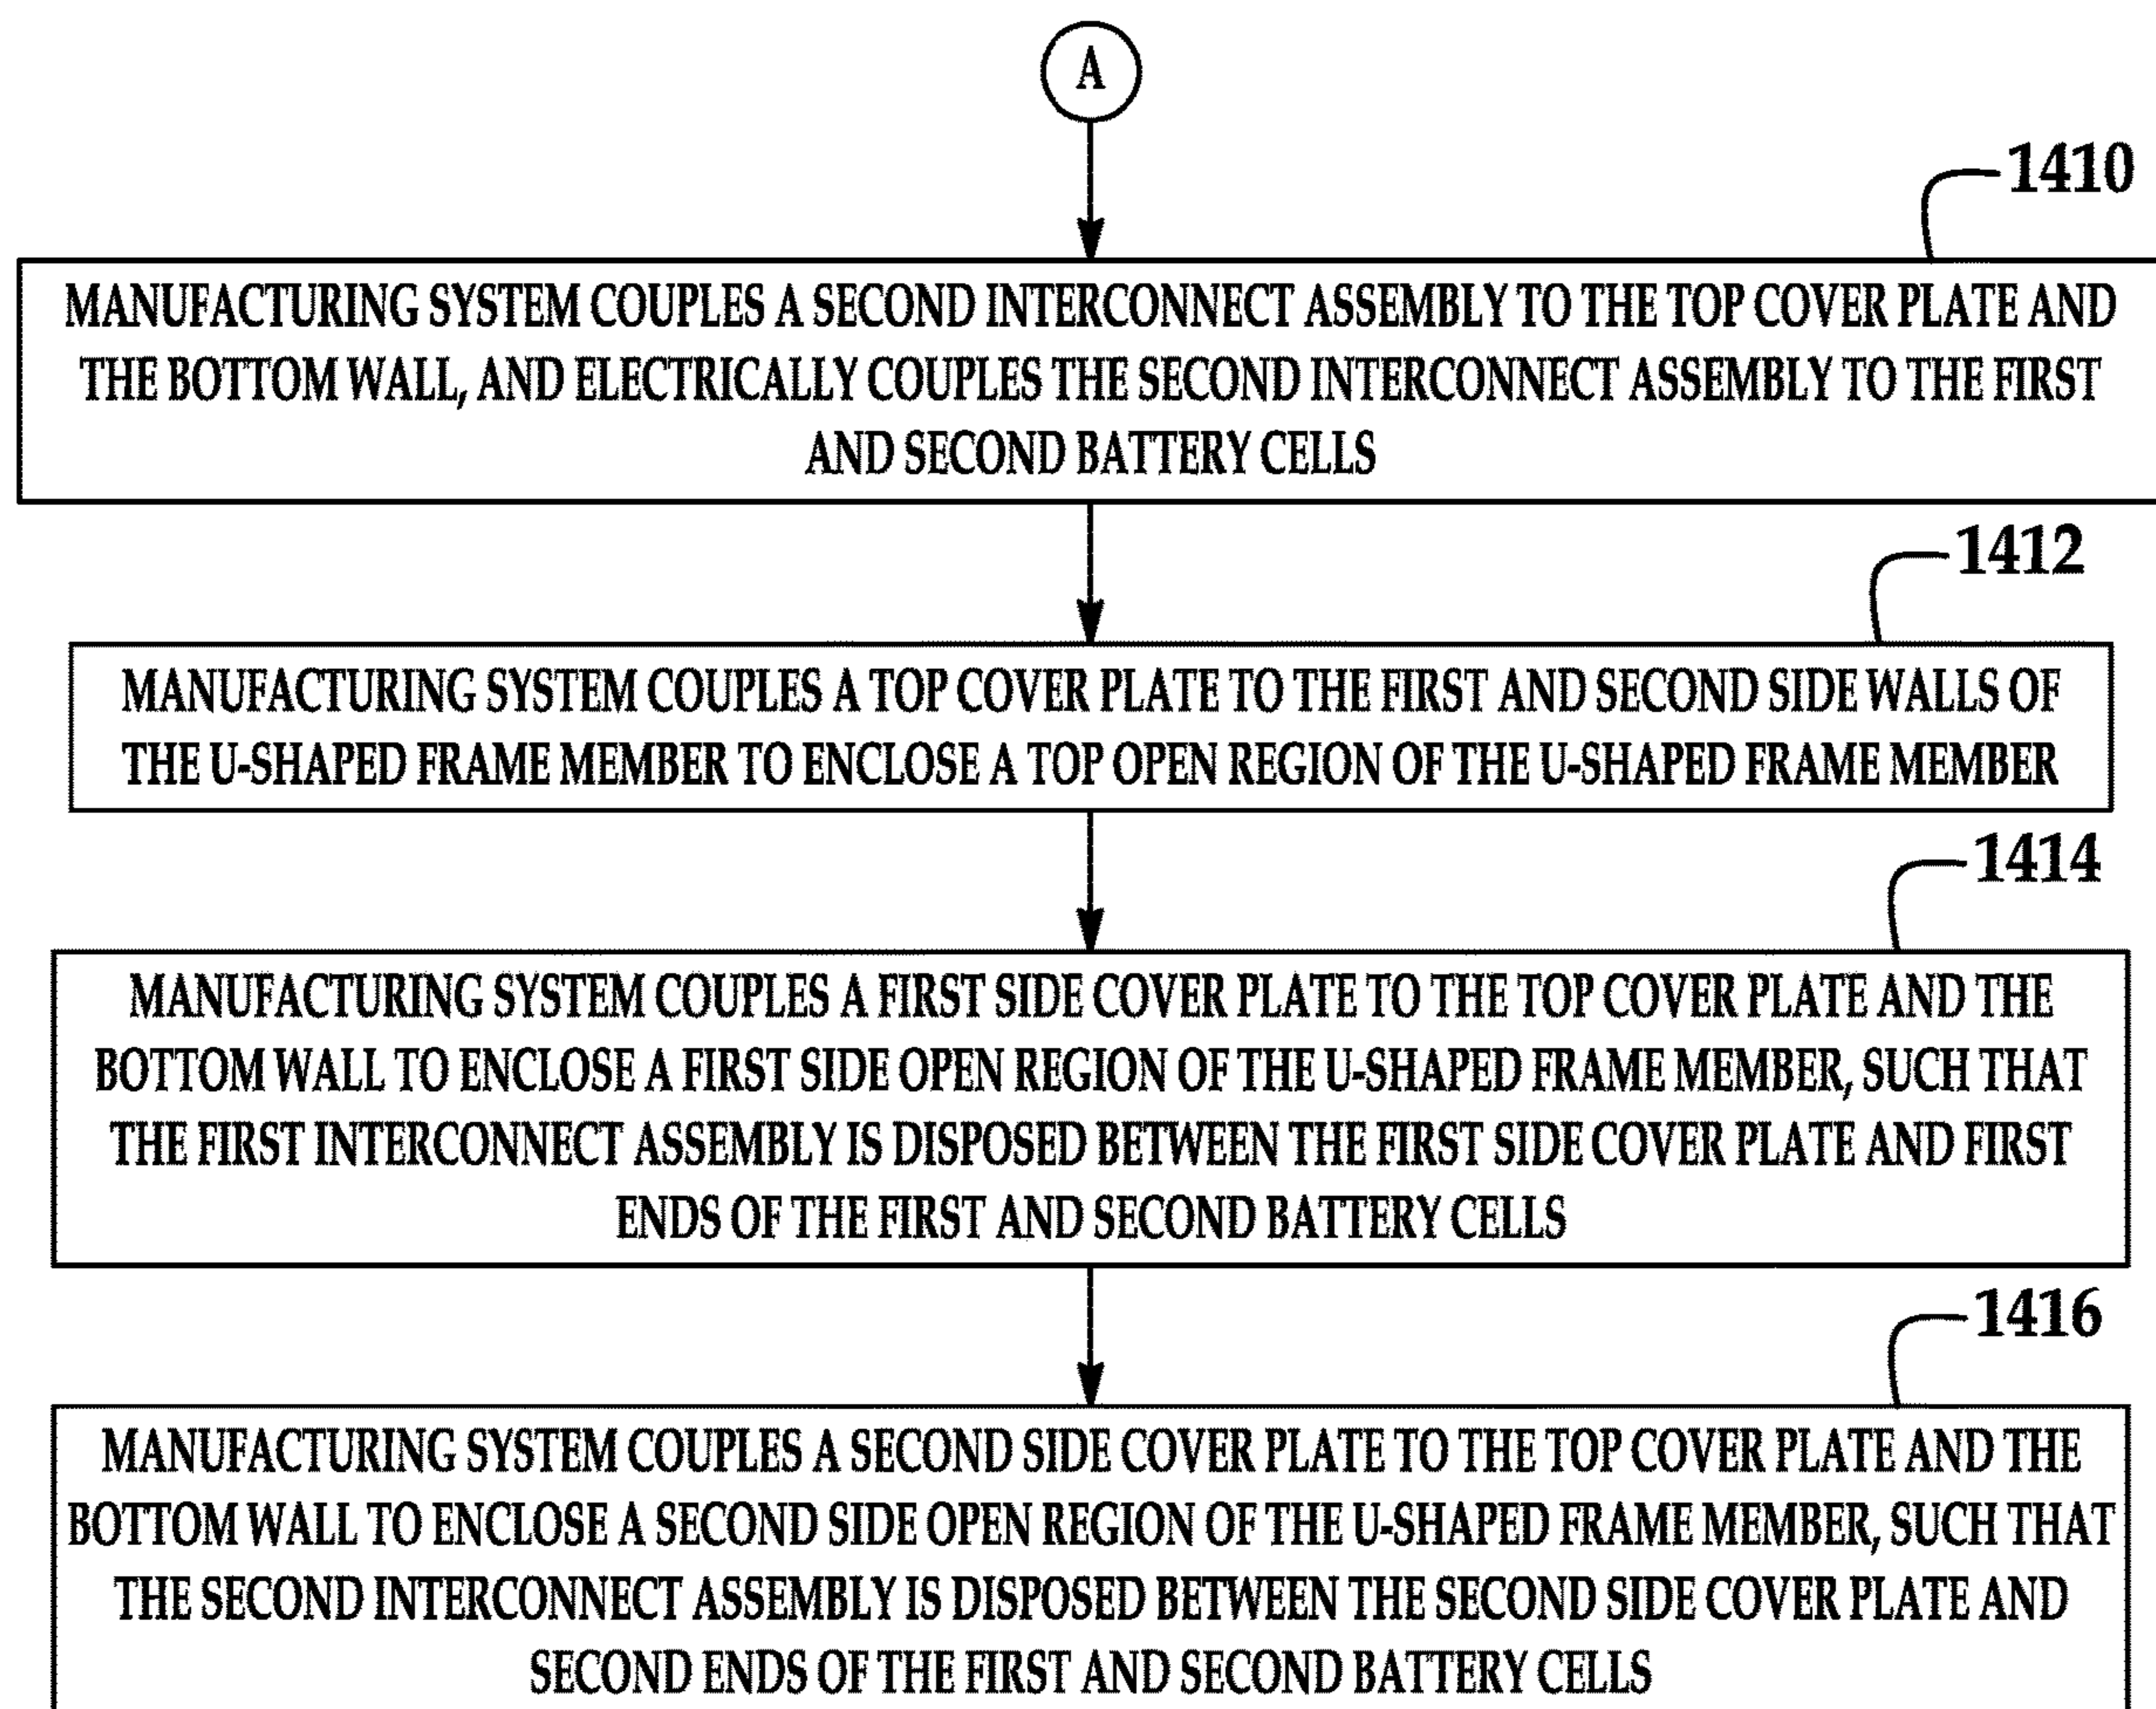 A
1410
MANUFACTURING SYSTEM COUPLES A SECOND INTERCONNECT ASSEMBLY TO THE TOP COVER PLATE AND
THE BOTTOM WALL, AND ELECTRICALLY COUPLES THE SECOND INTERCONNECT ASSEMBLY TO THE FIRST
AND SECOND BATTERY CELLS
1412
MANUFACTURING SYSTEM COUPLES A TOP COVER PLATE TO THE FIRST AND SECOND SIDE WALLS OF
THE U-SHAPED FRAME MEMBER TO ENCLOSE A TOP OPEN REGION OF THE U-SHAPED FRAME MEMBER
1414
MANUFACTURING SYSTEM COUPLES A FIRST SIDE COVER PLATE TO THE TOP COVER PLATE AND THE
BOTTOM WALL TO ENCLOSE A FIRST SIDE OPEN REGION OF THE U-SHAPED FRAME MEMBER, SUCH THAT
THE FIRST INTERCONNECT ASSEMBLY IS DISPOSED BETWEEN THE FIRST SIDE COVER PLATE AND FIRST
ENDS OF THE FIRST AND SECOND BATTERY CELLS
1416
MANUFACTURING SYSTEM COUPLES A SECOND SIDE COVER PLATE TO THE TOP COVER PLATE AND THE
BOTTOM WALL TO ENCLOSE A SECOND SIDE OPEN REGION OF THE U-SHAPED FRAME MEMBER, SUCH THAT
THE SECOND INTERCONNECT ASSEMBLY IS DISPOSED BETWEEN THE SECOND SIDE COVER PLATE AND
SECOND ENDS OF THE FIRST AND SECOND BATTERY CELLS